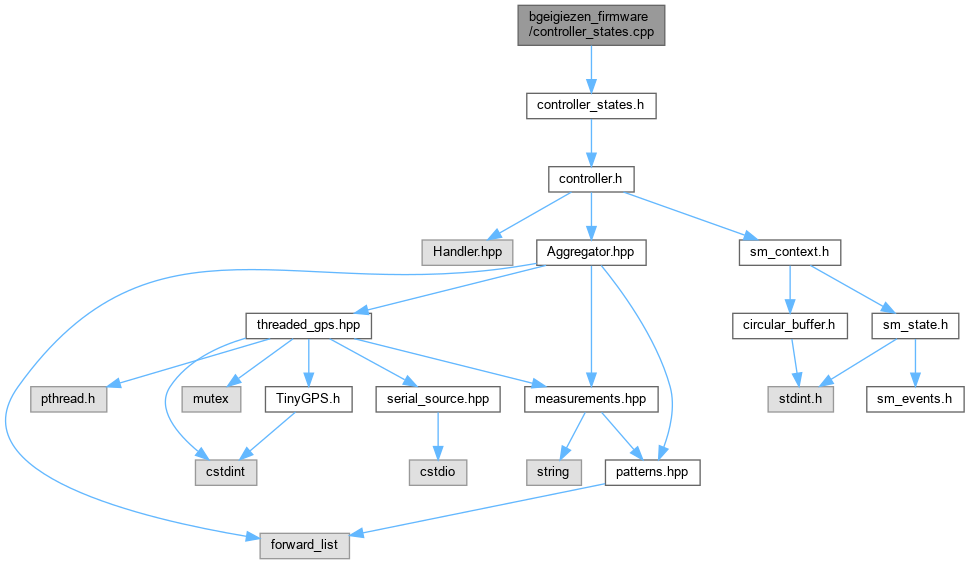 bgeigiezen_firmware
/controller_states.cpp
controller_states.h
controller.h
Handler.hpp
Aggregator.hpp
sm_context.h
threaded_gps.hpp
circular_buffer.h
sm_state.h
pthread.h
mutex
TinyGPS.h
serial_source.hpp
measurements.hpp
stdint.h
sm_events.h
cstdint
cstdio
string
patterns.hpp
forward_list